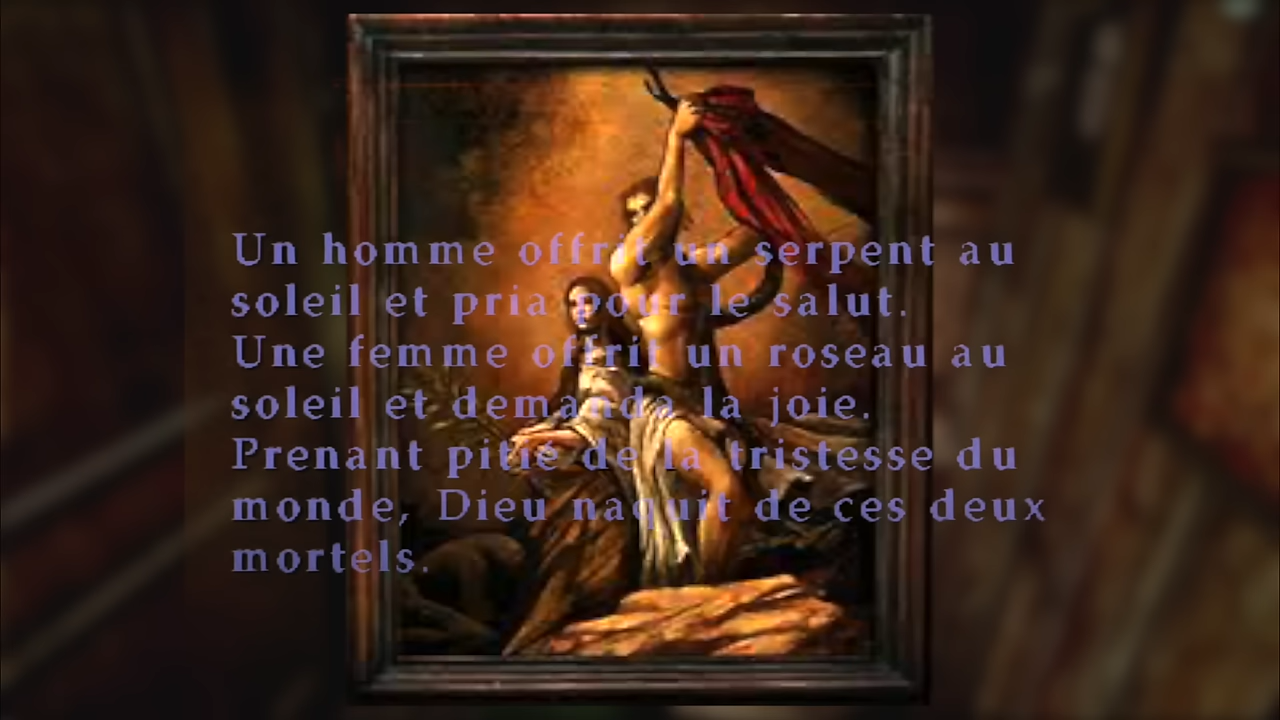 Un homme offrit un serpent au
soleil et pria pour le salut.
Une femme offrit un roseau au
soleil et demanda la joie.
Prenant pitié de la tristesse du
monde, Dieu naquit de ces deux
mortels.